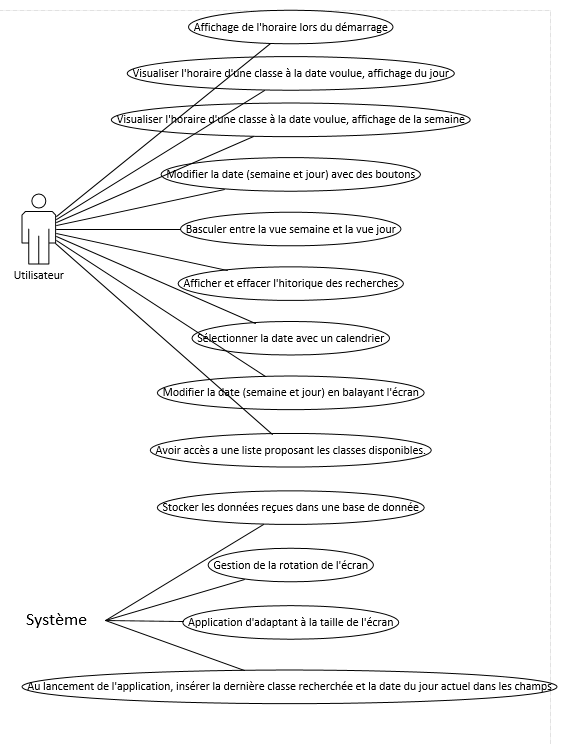 Affichage de l'horaire lors du démarrage
Visualiser l'horaire d'une classe à la date voulue, affichage du jour
Visualiser l'horaire d'une classe à la date voulue, affichage de la semaine
Modifier la date (semaine et jour) avec des boutons
Basculer entre la vue semaine et la vue jour
Utilisateur
Afficher et effacer l'hitorique des recherches
Sélectionner la date avec un calendrier
Modifier la date (semaine et jour) en balayant l'écran
Avoir accès a une liste proposant les classes disponibles.
Stocker les données reçues dans une base de donnée
Gestion de la rotation de l'écran
Système
Application d'adaptant à la taille de l'écran
Au lancement de l'application, insérer la dernière classe recherchée et la date du jour actuel dans les champs